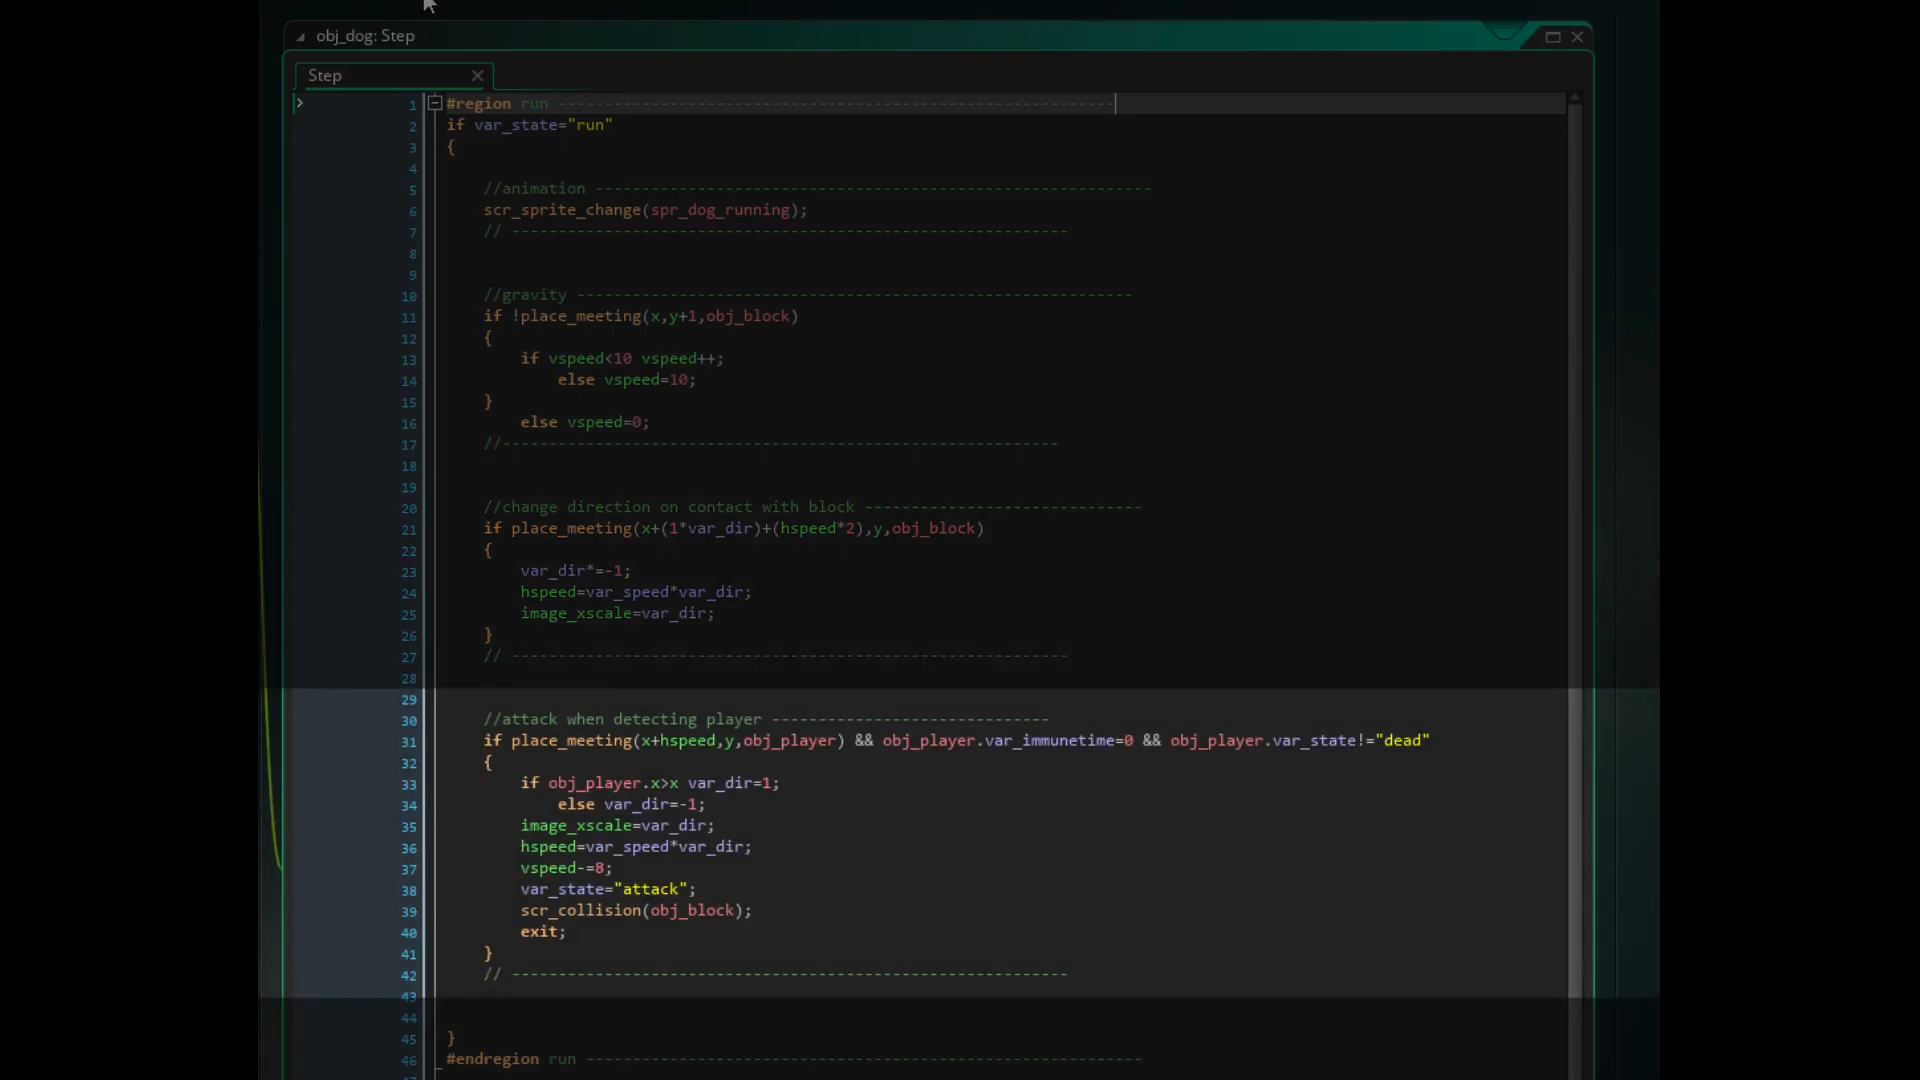 obj_dog: Step
Step
1 #region run ------------------------------------------------------------
2 if var_state="run"
3 {
4
5 //animation ------------------------------------------------------------
6 scr_sprite_change(spr_dog_running);
7 // ------------------------------------------------------------
8
9
10 //gravity ------------------------------------------------------------
11 if !place_meeting(x,y+1,obj_block)
12 {
13 if vspeed<10 vspeed++;
14 else vspeed=10;
15 }
16 else vspeed=0;
17 //------------------------------------------------------------
18
19
20 //change direction on contact with block ------------------------------
21 if place_meeting(x+(1*var_dir)+(hspeed*2),y,obj_block)
22 {
23 var_dir*=-1;
24 hspeed=var_speed*var_dir;
25 image_xscale=var_dir;
26 }
27 // ------------------------------------------------------------
28
29
30 //attack when detecting player ------------------------------
31 if place_meeting(x+hspeed,y,obj_player) && obj_player.var_immunetime=0 && obj_player.var_state!="dead"
32 {
33 if obj_player.x>x var_dir=1;
34 else var_dir=-1;
35 image_xscale=var_dir;
36 hspeed=var_speed*var_dir;
37 vspeed-=8;
38 var_state="attack";
39 scr_collision(obj_block);
40 exit;
41 }
42 // ------------------------------------------------------------
43
44
45 }
46 #endregion run ------------------------------------------------------------